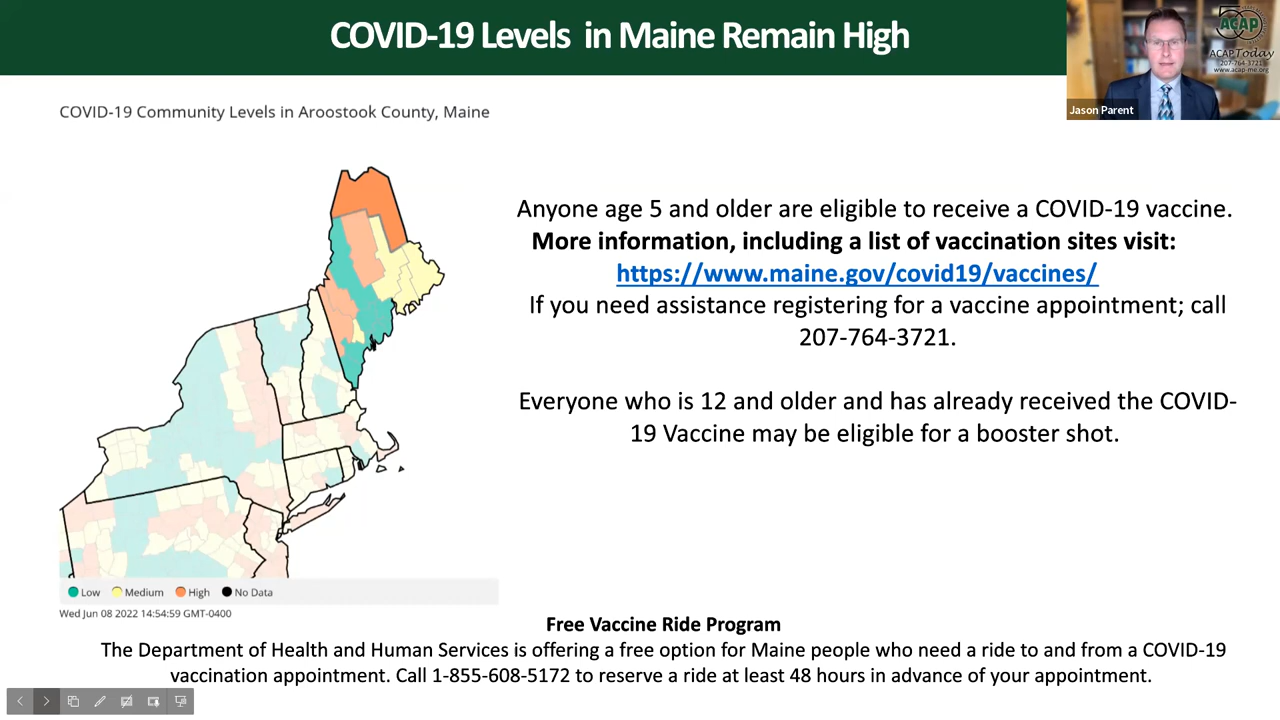 COVID-19 Levels in Maine Remain High
ACAP
ACAPToday
207-764-3721
www.acap-me.org
Jason Parent
COVID-19 Community Levels in Aroostook County, Maine
Anyone age 5 and older are eligible to receive a COVID-19 vaccine.
More information, including a list of vaccination sites visit:
https://www.maine.gov/covid19/vaccines/
If you need assistance registering for a vaccine appointment; call
207-764-3721.
Everyone who is 12 and older and has already received the COVID-
19 Vaccine may be eligible for a booster shot.
Low Medium High No Data
Wed Jun 08 2022 14:54:59 GMT-0400
Free Vaccine Ride Program
The Department of Health and Human Services is offering a free option for Maine people who need a ride to and from a COVID-19
vaccination appointment. Call 1-855-608-5172 to reserve a ride at least 48 hours in advance of your appointment.